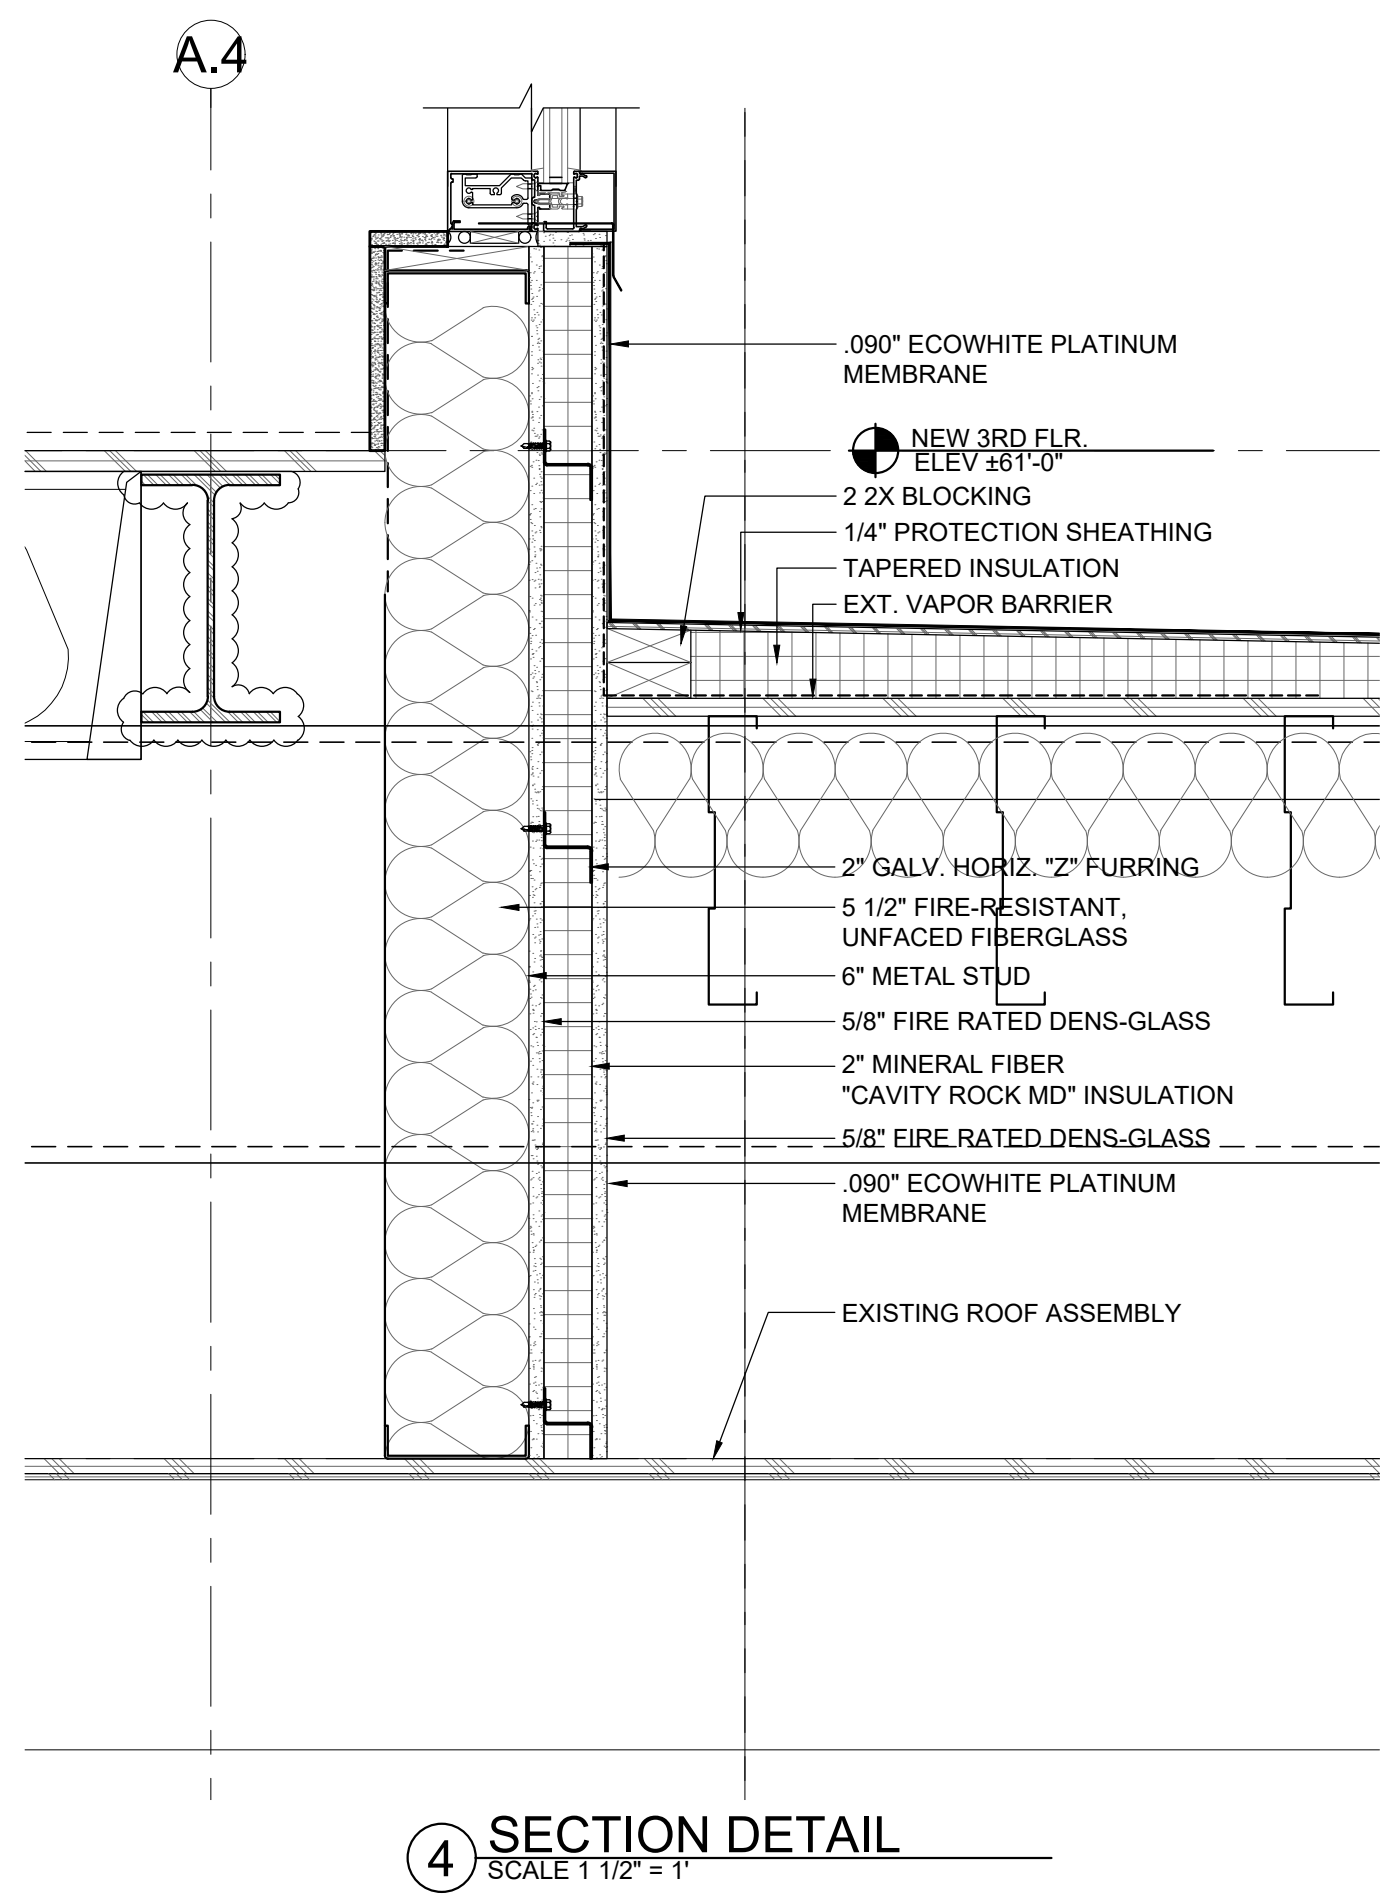 A.4
.090" ECOWHITE PLATINUM
MEMBRANE
NEW 3RD FLR.
ELEV ±61'-0"
2 2X BLOCKING
1/4" PROTECTION SHEATHING
TAPERED INSULATION
EXT. VAPOR BARRIER
2" GALV. HORIZ. "Z" FURRING
5 1/2" FIRE-RESISTANT,
UNFACED FIBERGLASS
6" METAL STUD
5/8" FIRE RATED DENS-GLASS
2" MINERAL FIBER
"CAVITY ROCK MD" INSULATION
5/8" FIRE RATED DENS-GLASS
.090" ECOWHITE PLATINUM
MEMBRANE
EXISTING ROOF ASSEMBLY
4 SECTION DETAIL
SCALE 1 1/2" = 1'